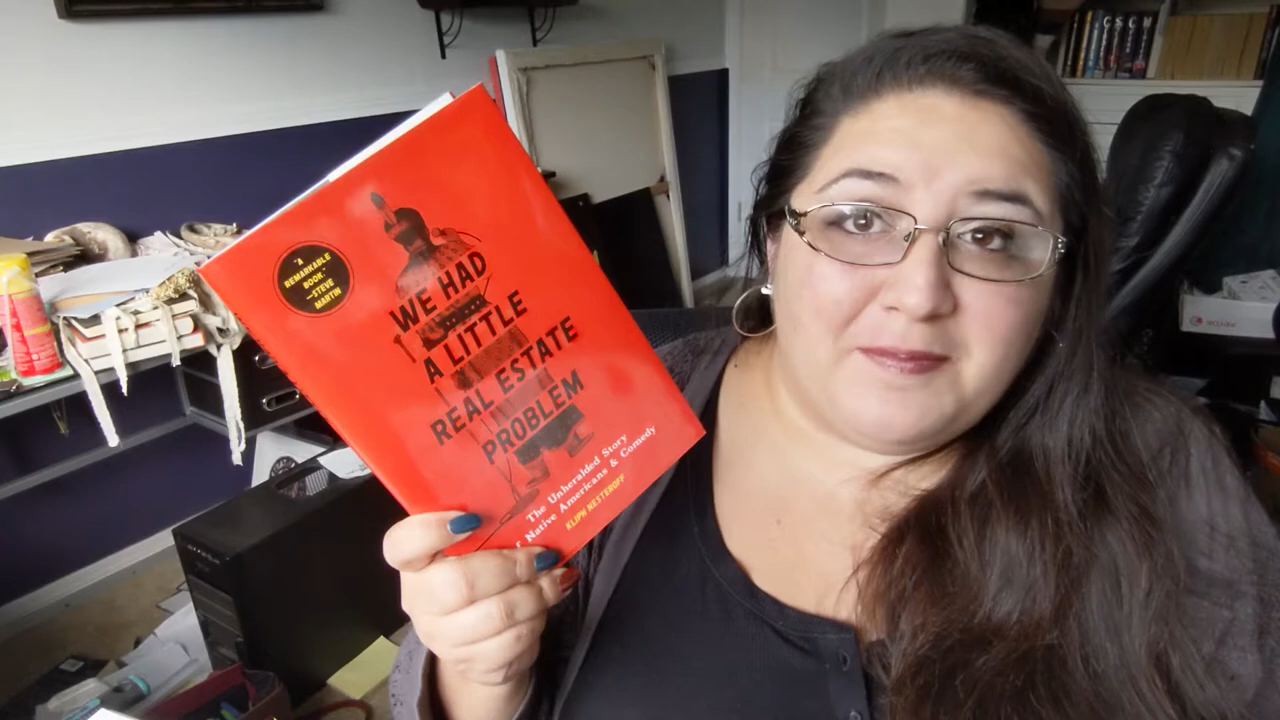 "A
REMARKABLE
BOOK."
—STEVE
MARTIN
WE HAD
A LITTLE
REAL ESTATE
PROBLEM
The Unheralded Story
Native Americans & Comedy
KLIPH NESTEROFF